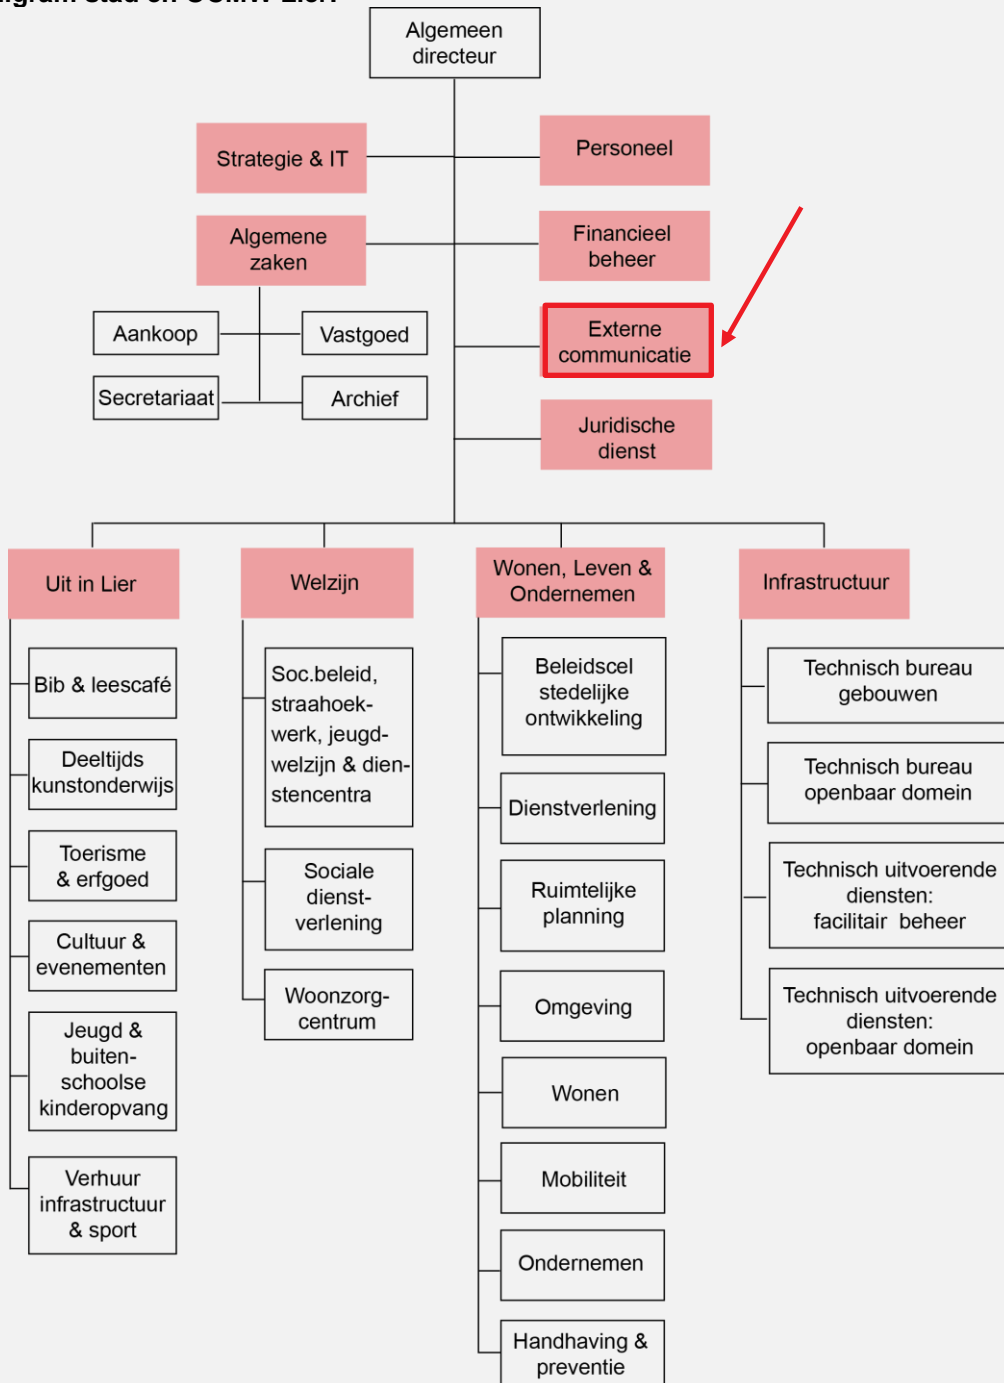 Algemeen
directeur
Strategie & IT
Personeel
Algemene
zaken
Financieel
beheer
Aankoop
Vastgoed
Externe
communicatie
Secretariaat
Archief
Juridische
dienst
Uit in Lier
Welzijn
Wonen, Leven &
Ondernemen
Infrastructuur
Bib & leescafé
Deeltijds
kunstonderwijs
Toerisme
& erfgoed
Cultuur &
evenementen
Jeugd &
buiten-
schoolse
kinderopvang
Verhuur
infrastructuur
& sport
Soc.beleid,
straahoek-
werk, jeugd-
welzijn & dien-
stencentra
Sociale
dienst-
verlening
Woonzorg-
centrum
Beleidscel
stedelijke
ontwikkeling
Dienstverlening
Ruimtelijke
planning
Omgeving
Wonen
Mobiliteit
Ondernemen
Handhaving &
preventie
Technisch bureau
gebouwen
Technisch bureau
openbaar domein
Technisch uitvoerende
diensten:
facilitair beheer
Technisch uitvoerende
diensten:
openbaar domein